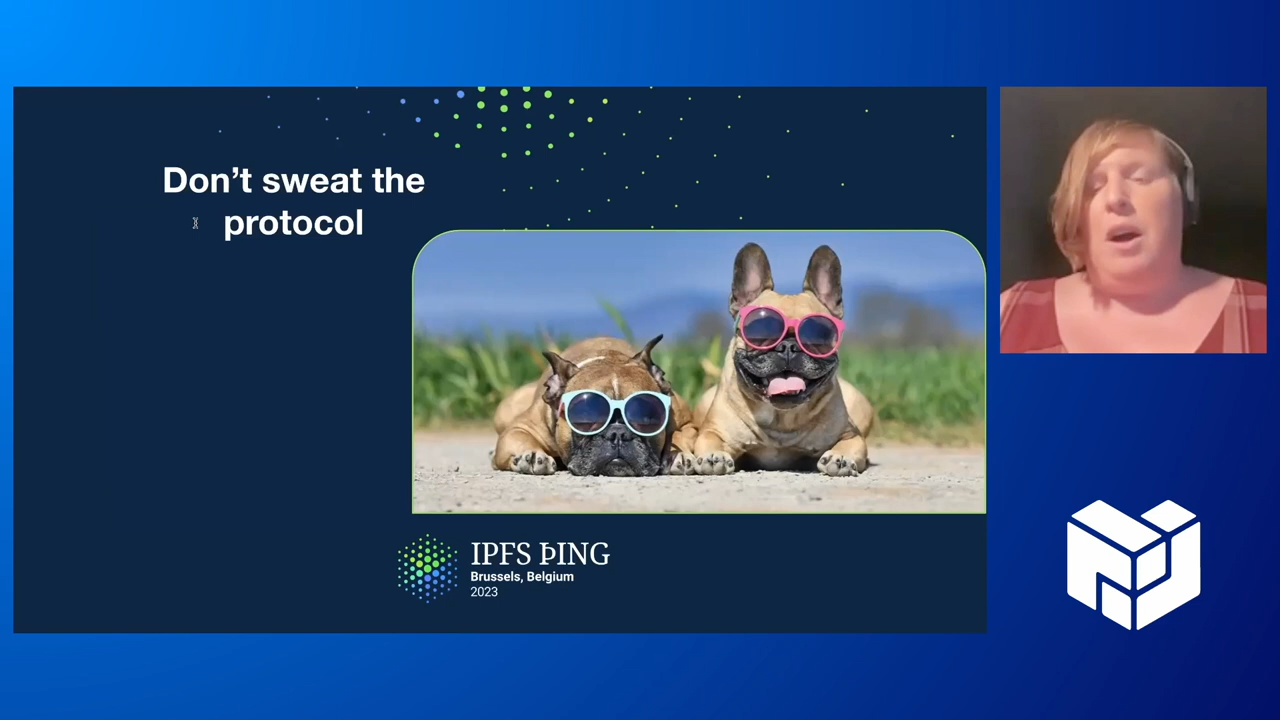 Don’t sweat the
protocol
IPFS ÞING
Brussels, Belgium
2023